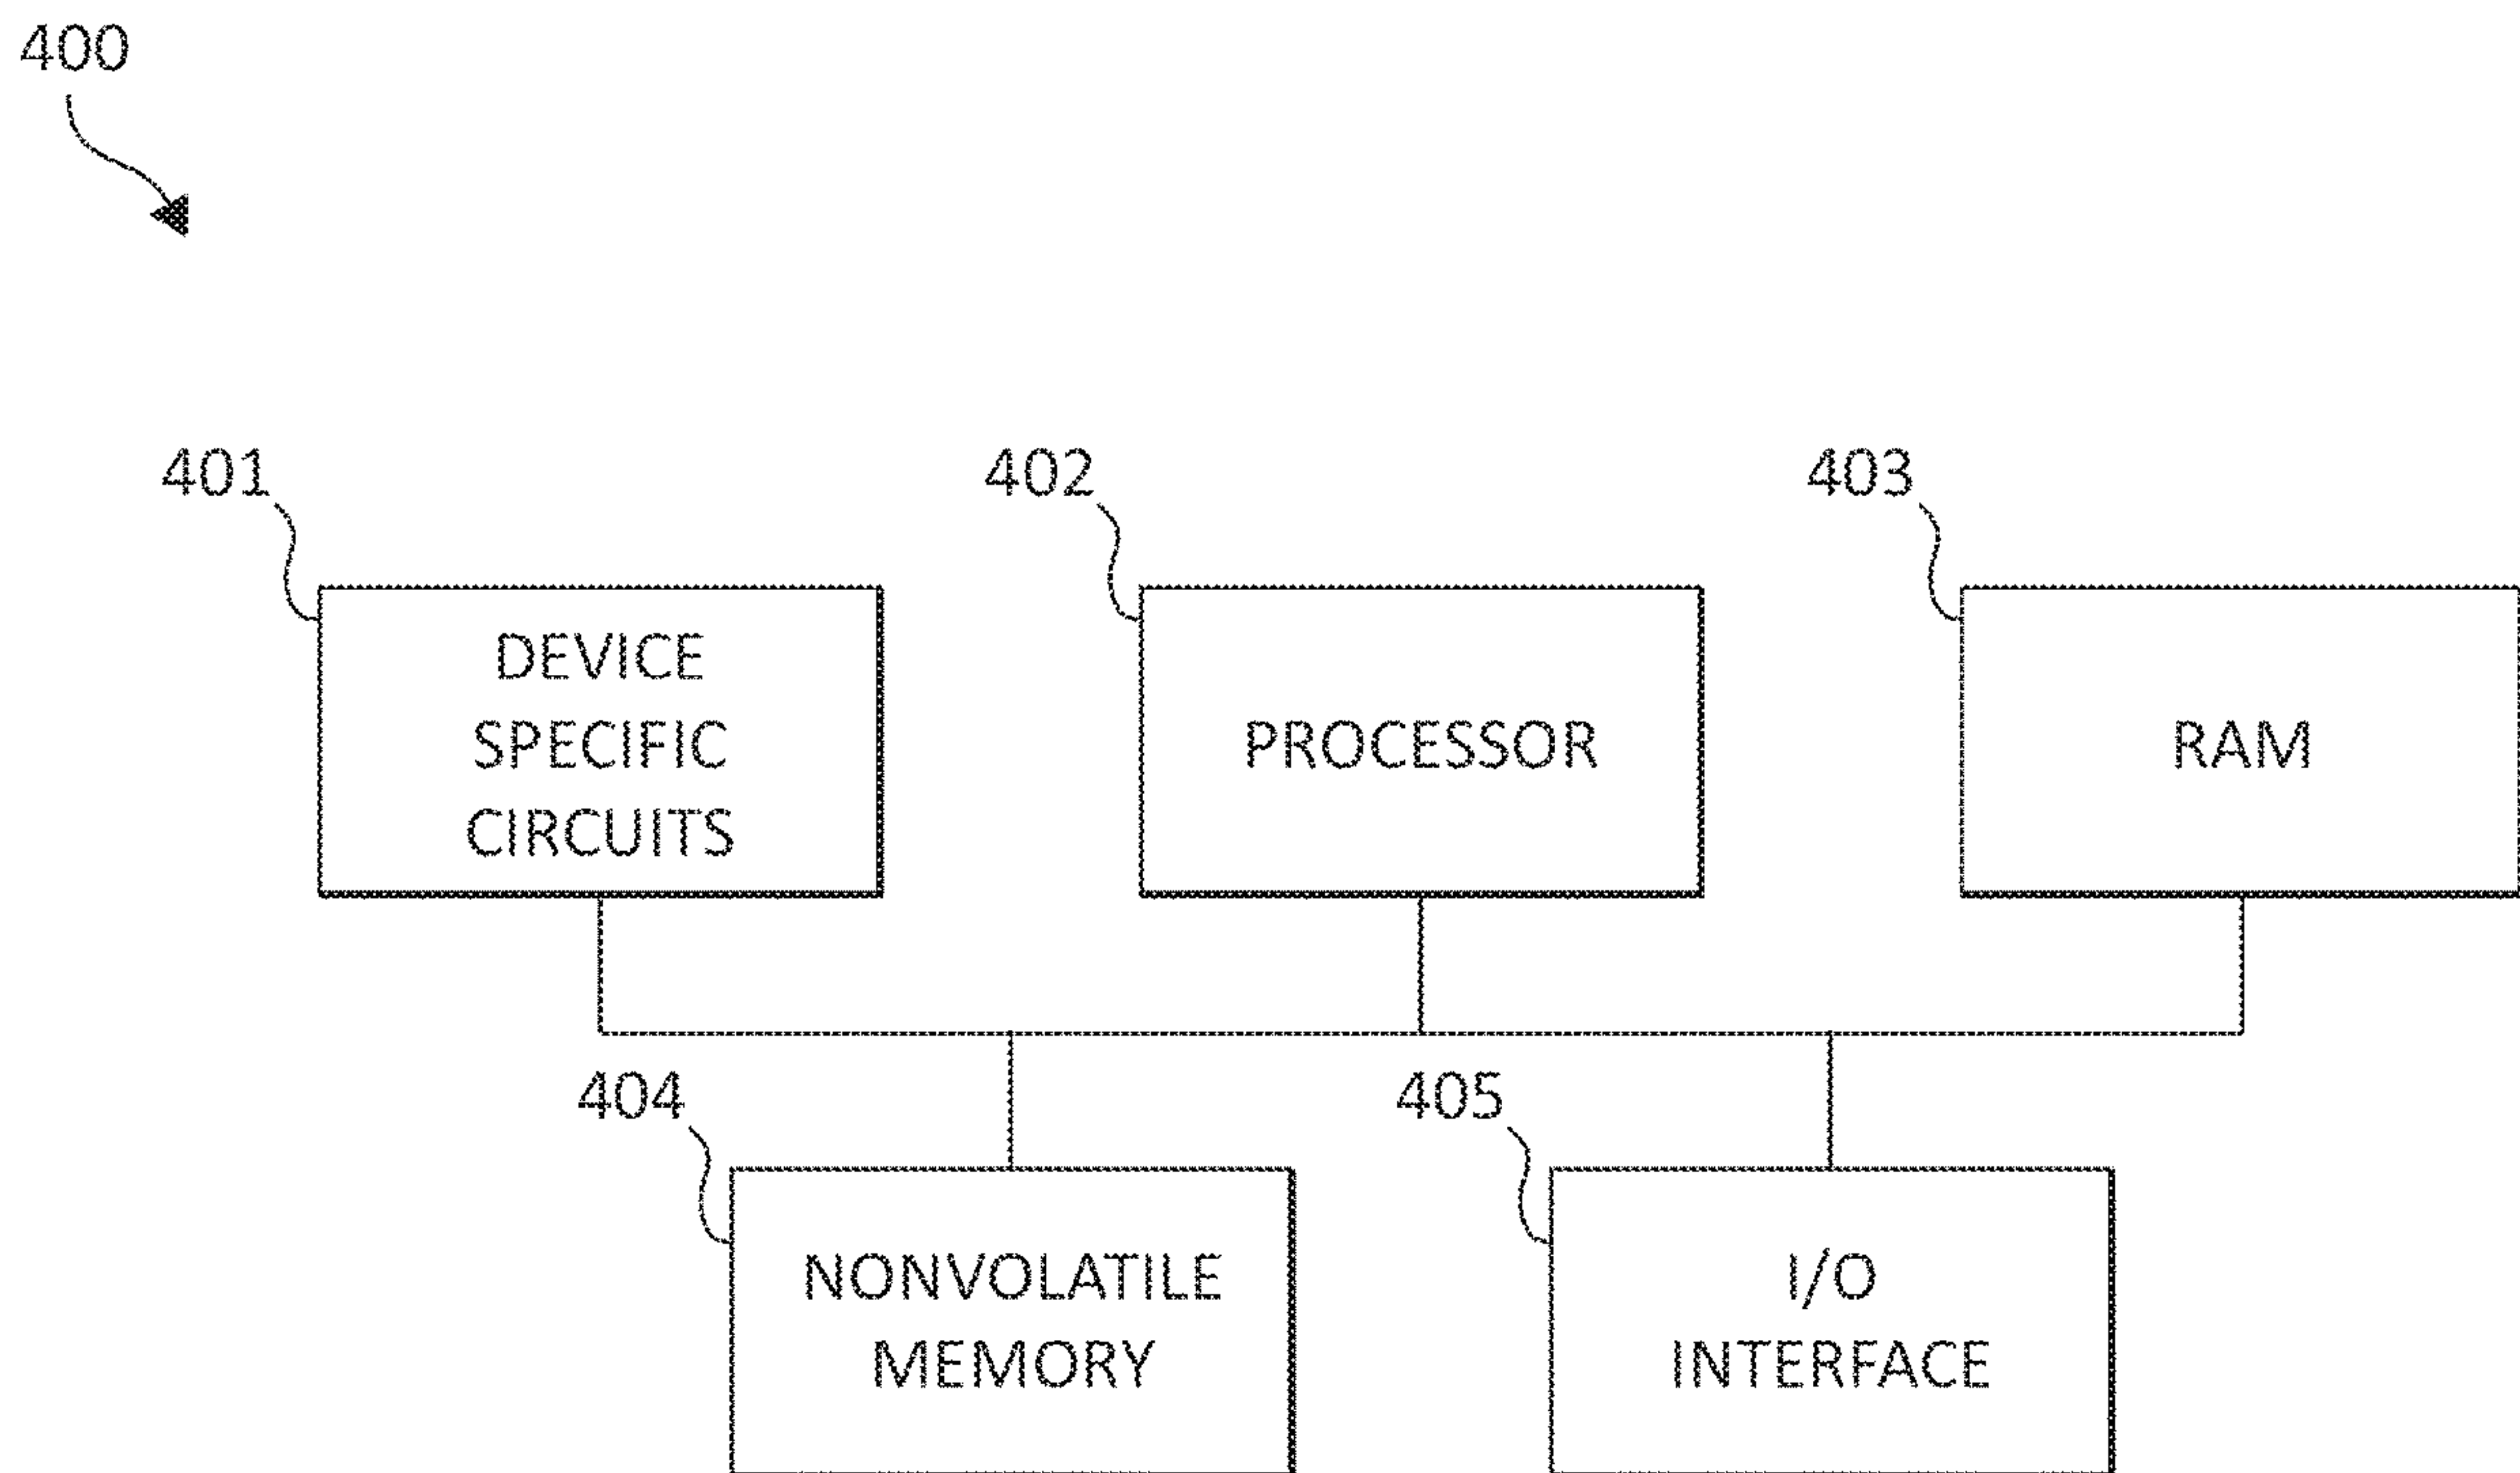 400
401
402
403
DEVICE
SPECIFIC
CIRCUITS
PROCESSOR
RAM
404
405
NONVOLATILE
MEMORY
I/O
INTERFACE